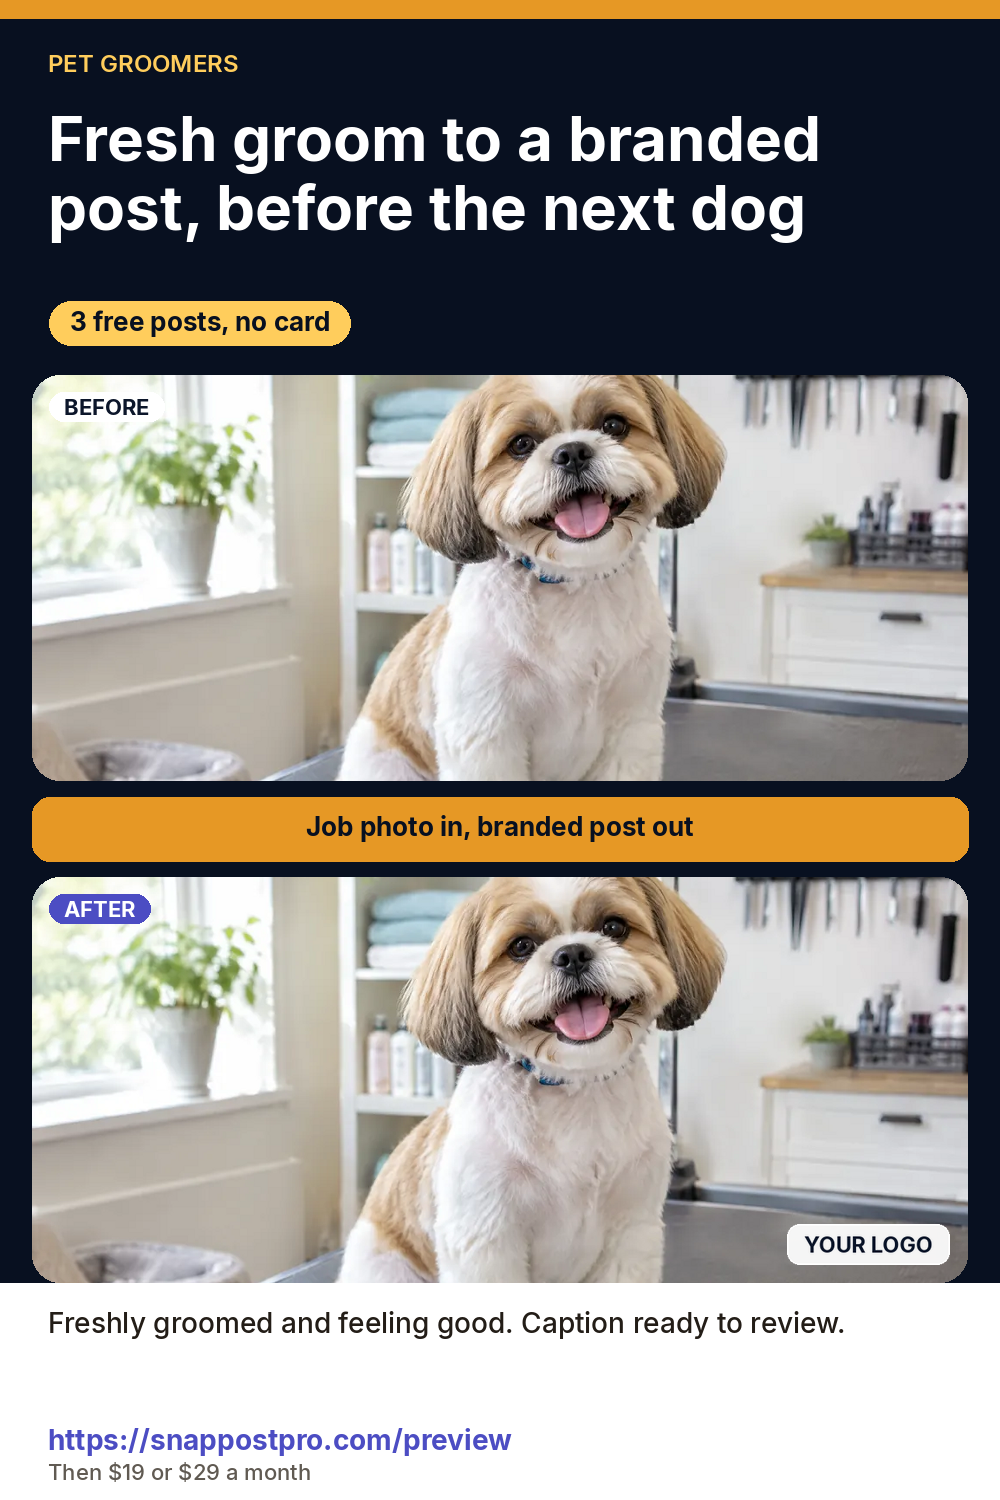 PET GROOMERS
Fresh groom to a branded
post, before the next dog
3 free posts, no card
BEFORE
Job photo in, branded post out
AFTER
YOUR LOGO
Freshly groomed and feeling good. Caption ready to review.
https://snappostpro.com/preview
Then $19 or $29 a month